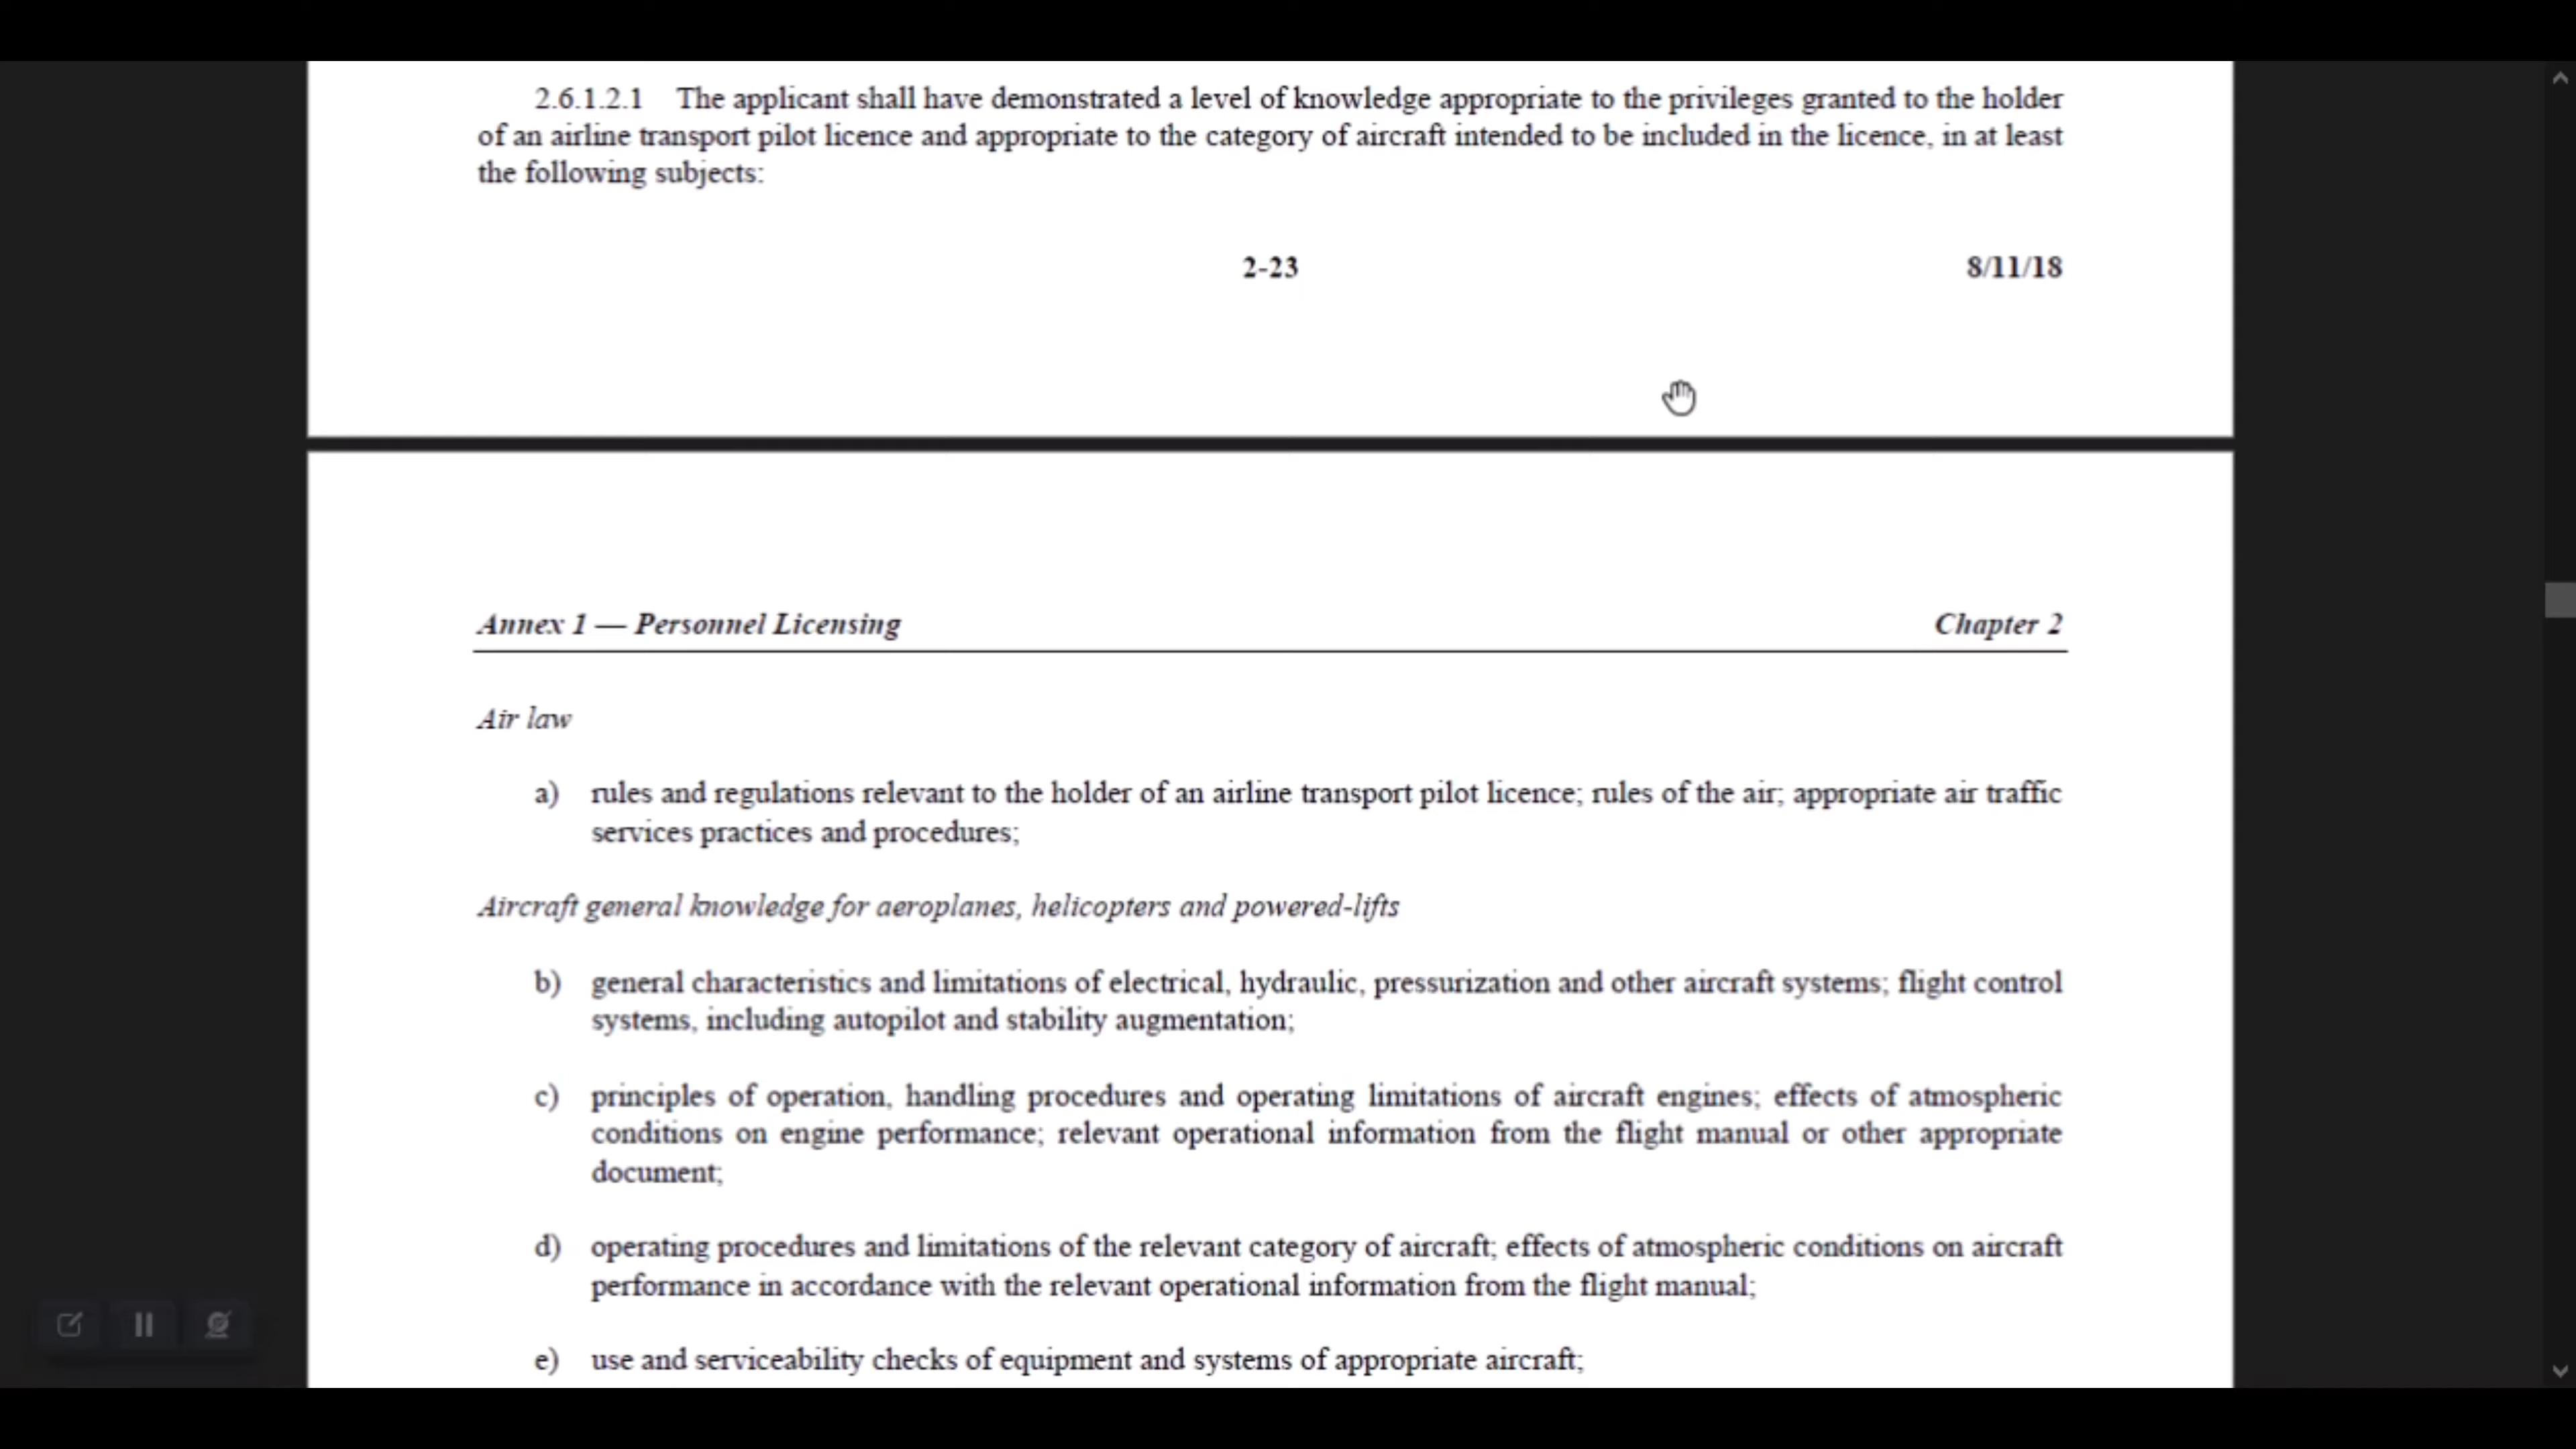 2.6.1.2.1 The applicant shall have demonstrated a level of knowledge appropriate to the privileges granted to the holder
of an airline transport pilot licence and appropriate to the category of aircraft intended to be included in the licence, in at least
the following subjects:
2-23 8/11/18
Annex 1 — Personnel Licensing Chapter 2
Air law
a) rules and regulations relevant to the holder of an airline transport pilot licence; rules of the air; appropriate air traffic
services practices and procedures;
Aircraft general knowledge for aeroplanes, helicopters and powered-lifts
b) general characteristics and limitations of electrical, hydraulic, pressurization and other aircraft systems; flight control
systems, including autopilot and stability augmentation;
c) principles of operation, handling procedures and operating limitations of aircraft engines; effects of atmospheric
conditions on engine performance; relevant operational information from the flight manual or other appropriate
document;
d) operating procedures and limitations of the relevant category of aircraft; effects of atmospheric conditions on aircraft
performance in accordance with the relevant operational information from the flight manual;
e) use and serviceability checks of equipment and systems of appropriate aircraft;